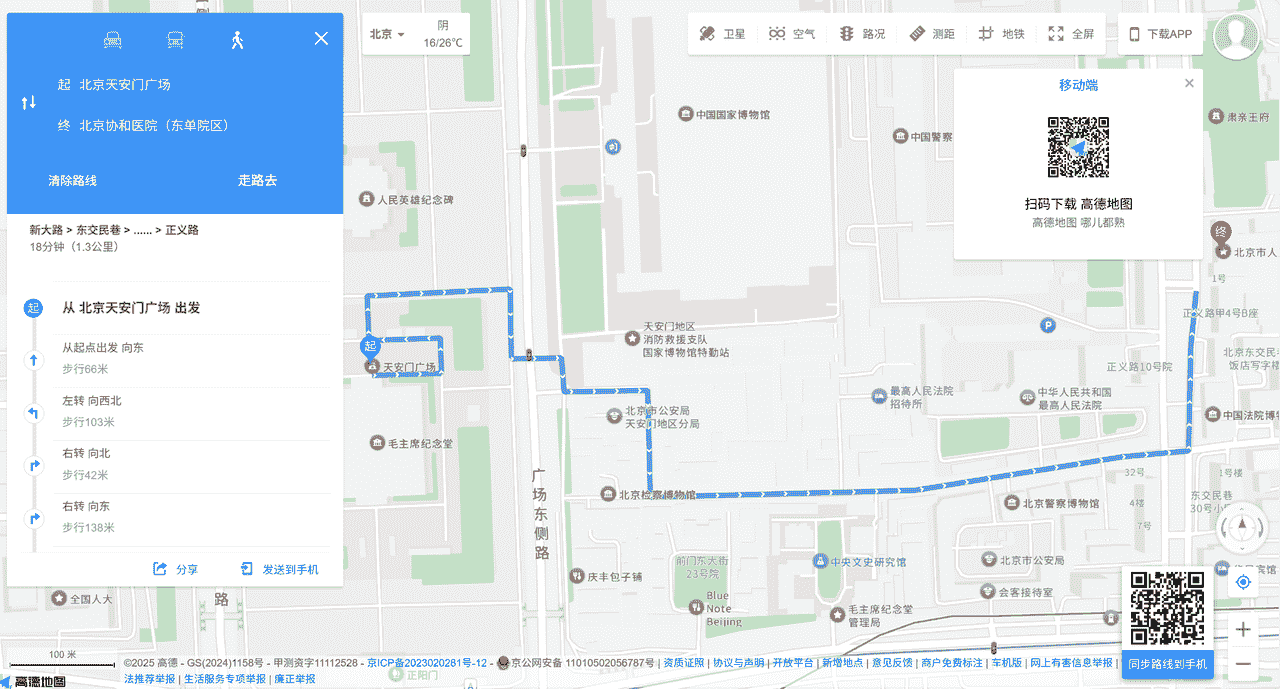 起 北京天安门广场
终 北京协和医院（东单院区）
清除路线
走路去
新大路 > 东交民巷 > ...... > 正义路
18分钟（1.3公里）
起
从 北京天安门广场 出发
从起点出发 向东
步行66米
左转 向西北
步行103米
右转 向北
步行42米
右转 向东
步行138米
分享
发送到手机
北京
阴
16/26℃
卫星
空气
路况
测距
地铁
全屏
下载APP
移动端
扫码下载 高德地图
高德地图 哪儿都熟
中国国家博物馆
中国警察
肃亲王府
人民英雄纪念碑
终
北京市人
1号
正义路甲4号B座
P
起
天安门广场
天安门地区
消防救援支队
国家博物馆特勤站
正义路10号院
北京东交民
饭店写字楼
最高人民法院
招待所
中华人民共和国
最高人民法院
中国法院博
北京市公安局
天安门地区分局
毛主席纪念堂
广场东侧路
32号
1号楼
北京检察博物馆
北京警察博物馆
4楼
东交民巷
7号
前门东大街
23号院
中央文史研究馆
北京市公安局
庆丰包子铺
会客接待室
Blue
Note
Beijing
毛主席纪念堂
管理局
全国人大
路
正阳门
同步路线到手机
100 米
高德地图
©2025 高德 - GS(2024)1158号 - 甲测资字11112528 - 京ICP备2023020281号-12 - 京公网安备 11010502056787号 | 资质证照 | 协议与声明 | 开放平台 | 新增地点 | 意见反馈 | 商户免费标注 | 车机版 | 网上有害信息举报 |
法推荐举报 | 生活服务专项举报 | 廉正举报